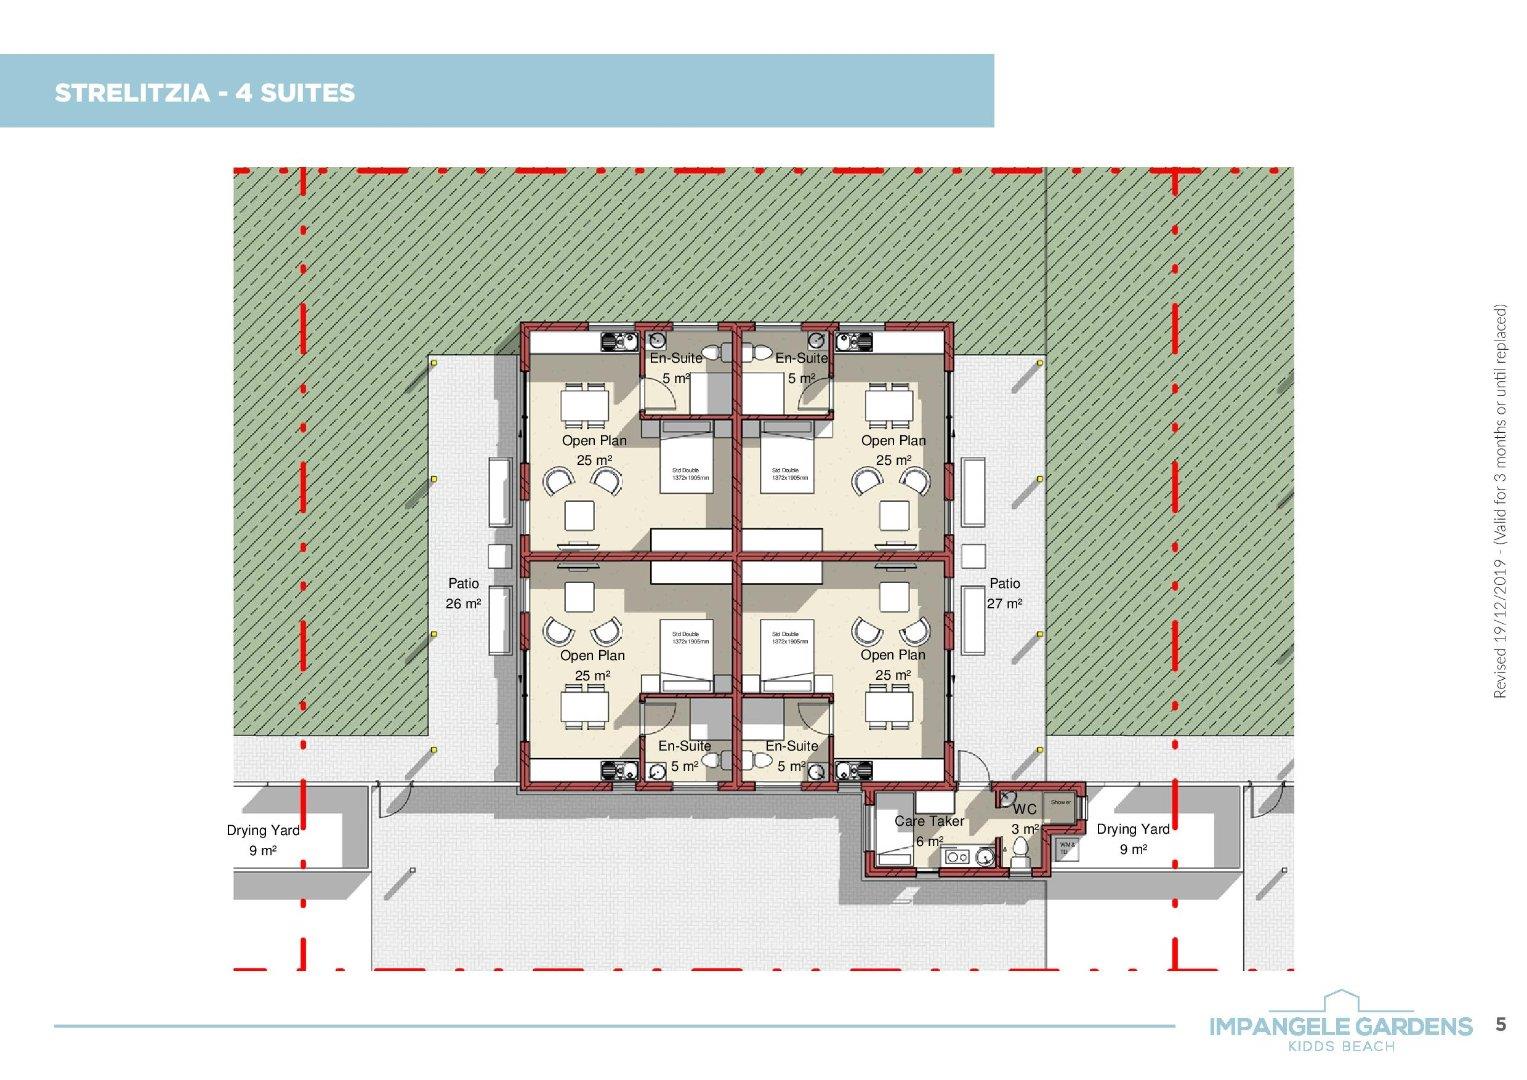 STRELITZIA - 4 SUITES
En-Suite
5 m²
En-Suite
5 m²
Open Plan
25 m²
Open Plan
25 m²
Std Double
1372x1905mm
Std Double
1372x1905mm
Patio
26 m²
Patio
27 m²
Std Double
1372x1905mm
Std Double
1372x1905mm
Open Plan
25 m²
Open Plan
25 m²
En-Suite
5 m²
En-Suite
5 m²
Drying Yard
9 m²
Care Taker
6 m²
WC
3 m²
Shower
WM &
TD
Drying Yard
9 m²
Revised 19/12/2019 - (Valid for 3 months or until replaced)
IMPANGELE GARDENS
KIDDS BEACH
5